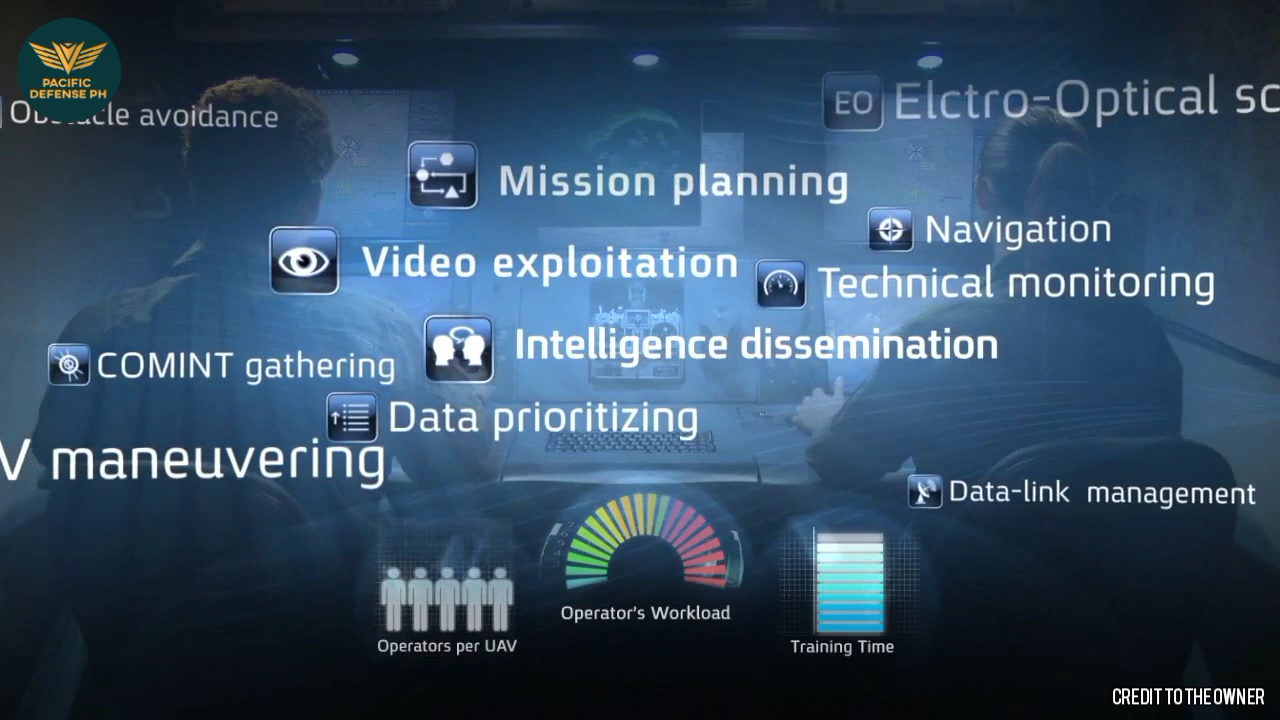 PACIFIC
DEFENSE PH
Obstacle avoidance
EO Elctro-Optical sc
Mission planning
Navigation
Video exploitation
Technical monitoring
Intelligence dissemination
COMINT gathering
Data prioritizing
V maneuvering
Data-link management
Operator's Workload
Operators per UAV
Training Time
CREDIT TO THE OWNER